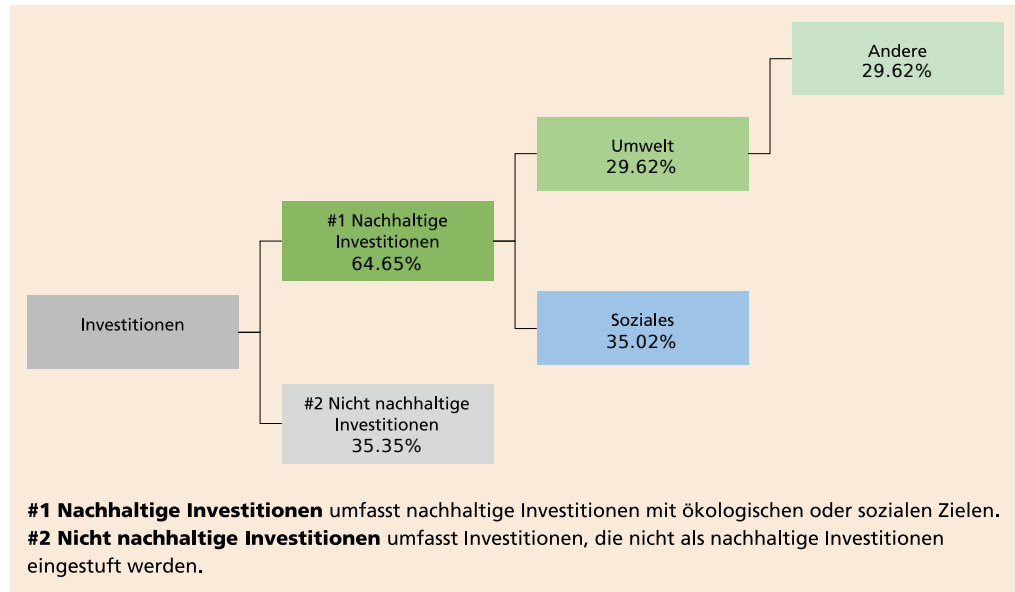 Andere
29.62%
Umwelt
29.62%
#1 Nachhaltige
Investitionen
64.65%
Investitionen
Soziales
35.02%
#2 Nicht nachhaltige
Investitionen
35.35%
#1 Nachhaltige Investitionen umfasst nachhaltige Investitionen mit ökologischen oder sozialen Zielen.
#2 Nicht nachhaltige Investitionen umfasst Investitionen, die nicht als nachhaltige Investitionen
eingestuft werden.